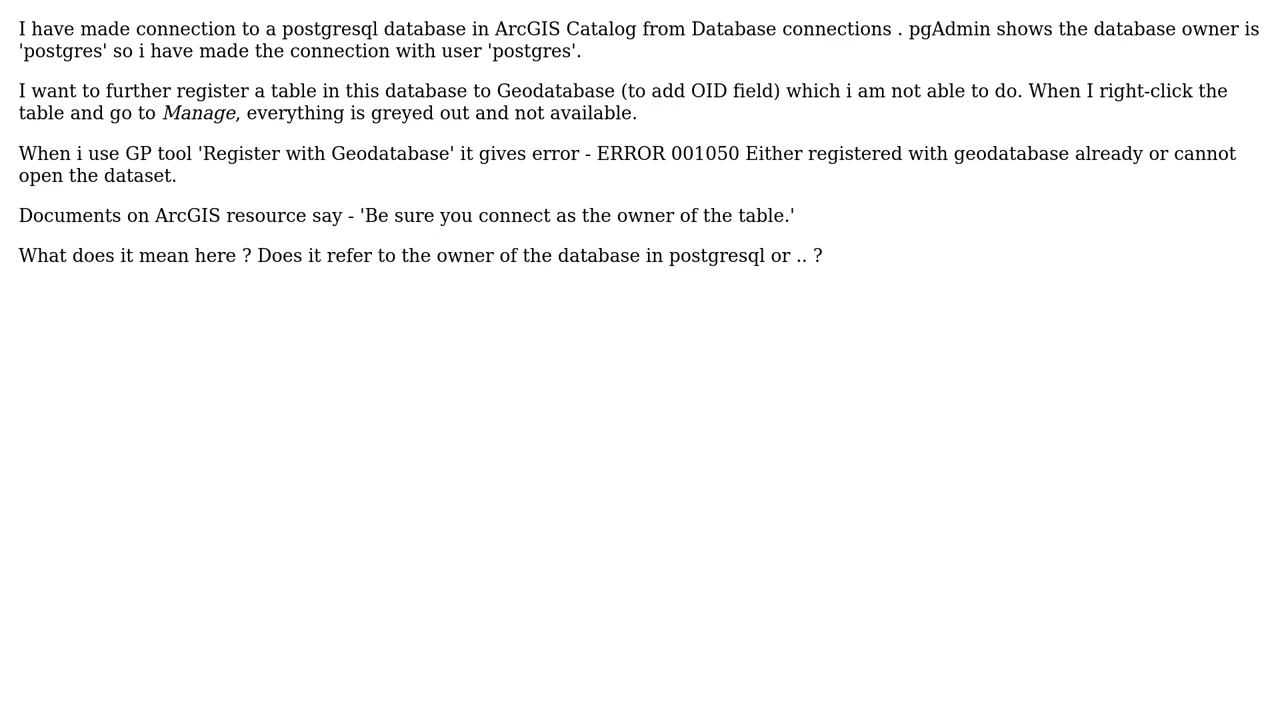 I have made connection to a postgresql database in ArcGIS Catalog from Database connections . pgAdmin shows the database owner is
'postgres' so i have made the connection with user 'postgres'.
I want to further register a table in this database to Geodatabase (to add OID field) which i am not able to do. When I right-click the
table and go to Manage, everything is greyed out and not available.
When i use GP tool 'Register with Geodatabase' it gives error - ERROR 001050 Either registered with geodatabase already or cannot
open the dataset.
Documents on ArcGIS resource say - 'Be sure you connect as the owner of the table.'
What does it mean here ? Does it refer to the owner of the database in postgresql or .. ?